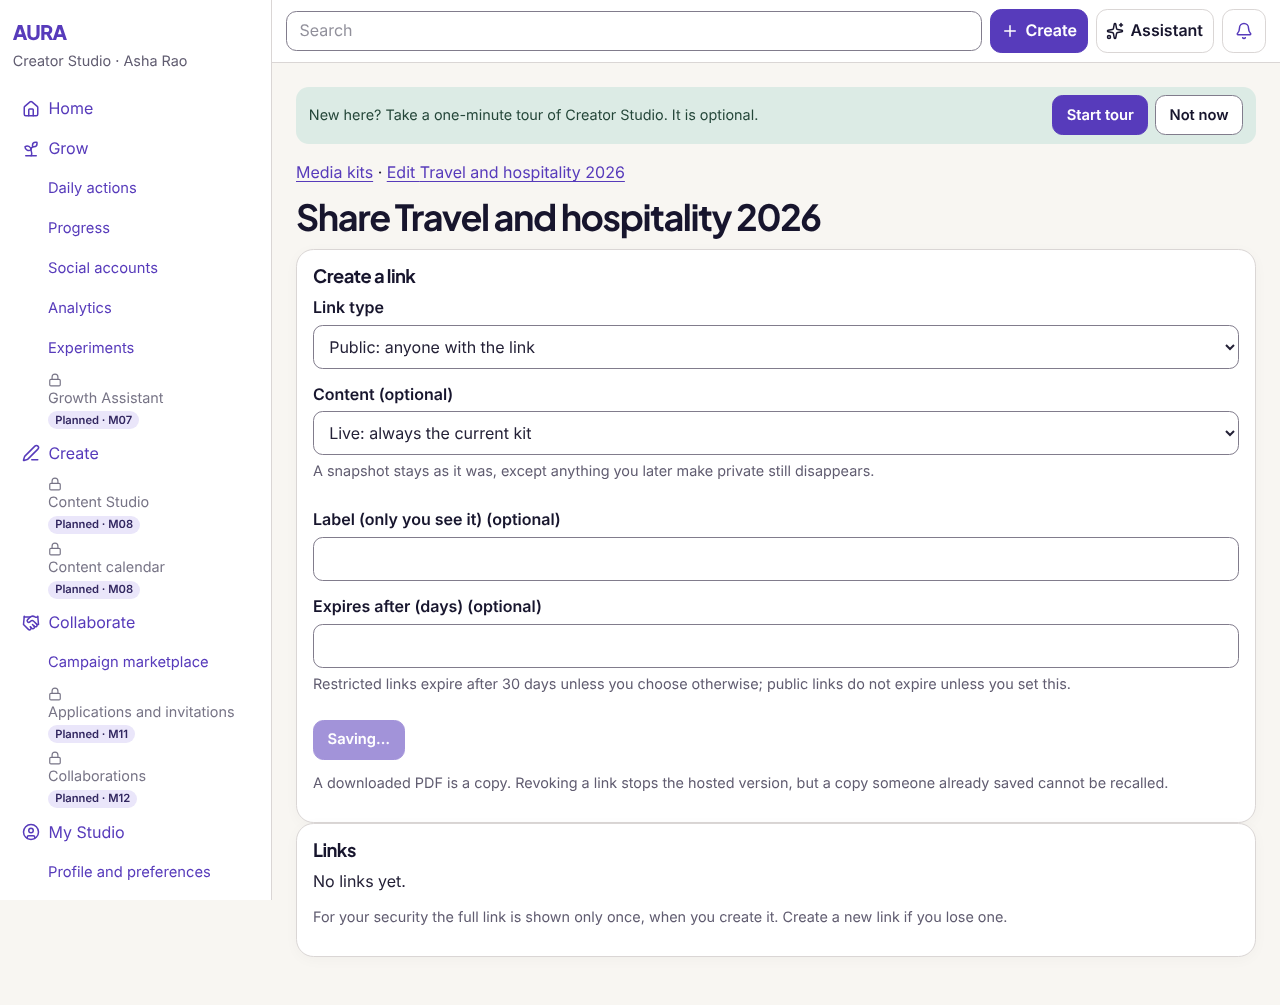 AURA
Creator Studio · Asha Rao
Home
Grow
Daily actions
Progress
Social accounts
Analytics
Experiments
Growth Assistant
Planned · M07
Create
Content Studio
Planned · M08
Content calendar
Planned · M08
Collaborate
Campaign marketplace
Applications and invitations
Planned · M11
Collaborations
Planned · M12
My Studio
Profile and preferences
Search
Create
Assistant
New here? Take a one-minute tour of Creator Studio. It is optional.
Start tour
Not now
Media kits · Edit Travel and hospitality 2026
Share Travel and hospitality 2026
Create a link
Link type
Public: anyone with the link
Content (optional)
Live: always the current kit
A snapshot stays as it was, except anything you later make private still disappears.
Label (only you see it) (optional)
Expires after (days) (optional)
Restricted links expire after 30 days unless you choose otherwise; public links do not expire unless you set this.
Saving...
A downloaded PDF is a copy. Revoking a link stops the hosted version, but a copy someone already saved cannot be recalled.
Links
No links yet.
For your security the full link is shown only once, when you create it. Create a new link if you lose one.